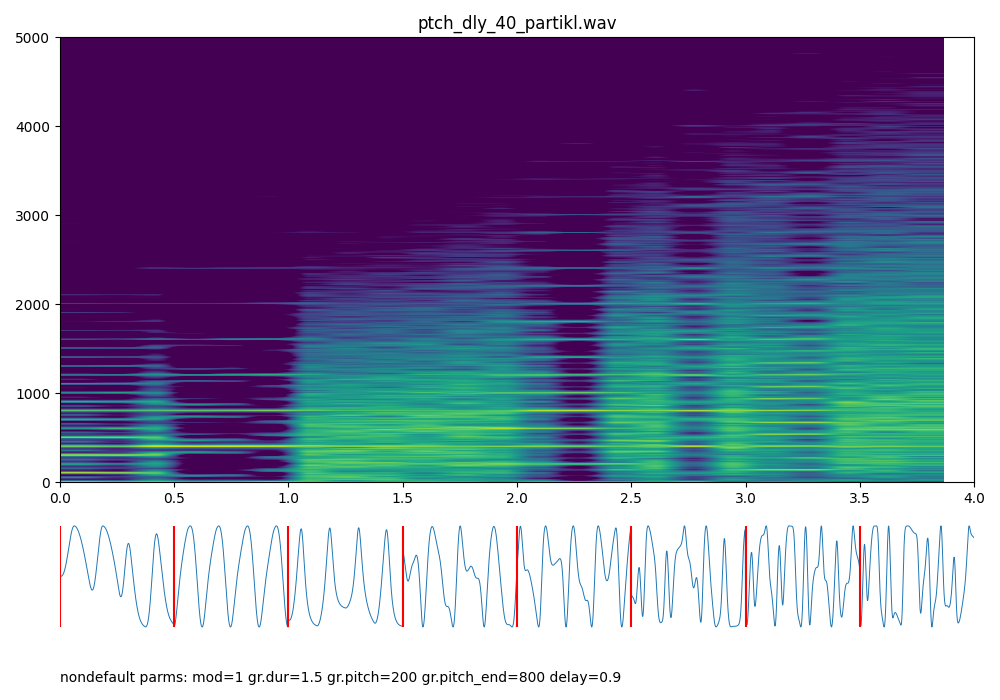 ptch_dly_40_partikl.wav
5000
4000
3000
2000
1000
0
0.0 0.5 1.0 1.5 2.0 2.5 3.0 3.5 4.0
nondefault parms: mod=1 gr.dur=1.5 gr.pitch=200 gr.pitch_end=800 delay=0.9